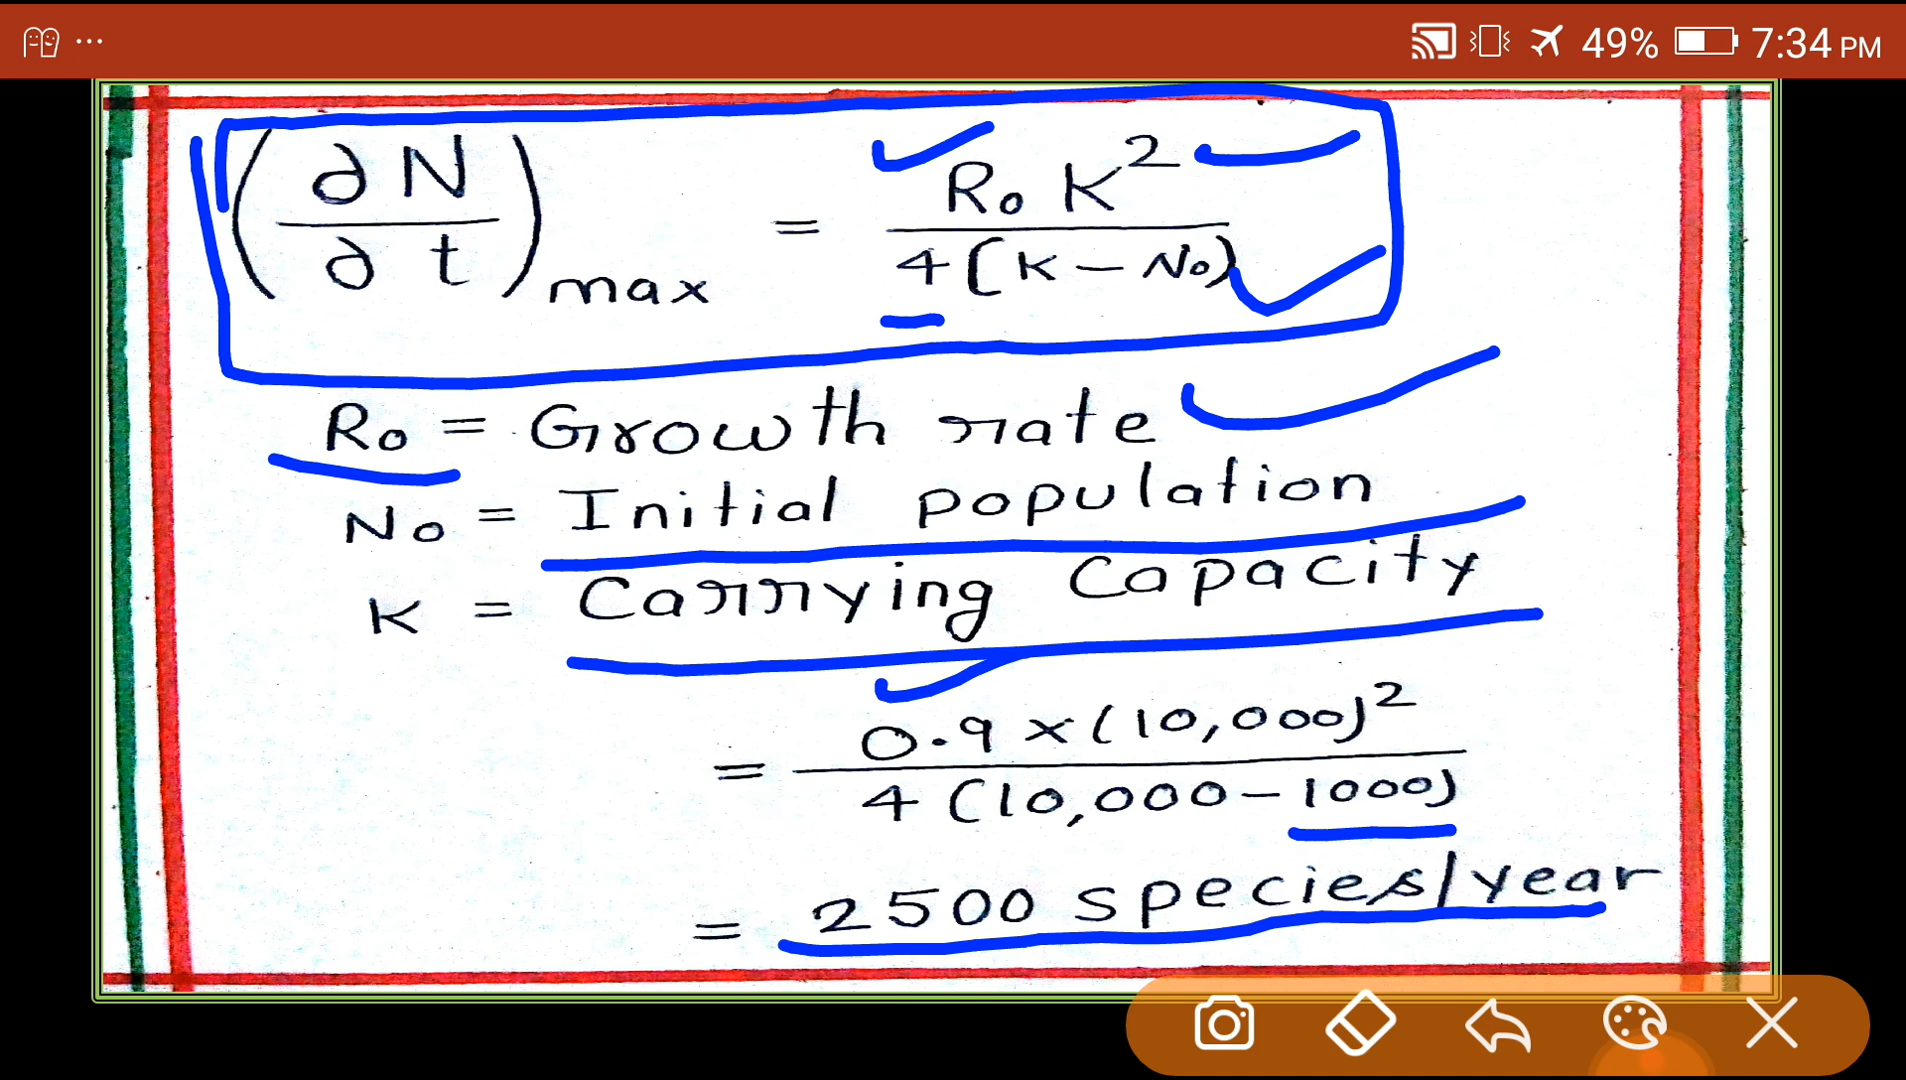 ... 49% 7:34 PM
(∂N/∂t)max = R₀K²/4(K-N₀)
R₀ = Growth rate
N₀ = Initial population
K = Carrying capacity
= 0.9 × (10,000)²/4(10,000-1000)
= 2500 species/year